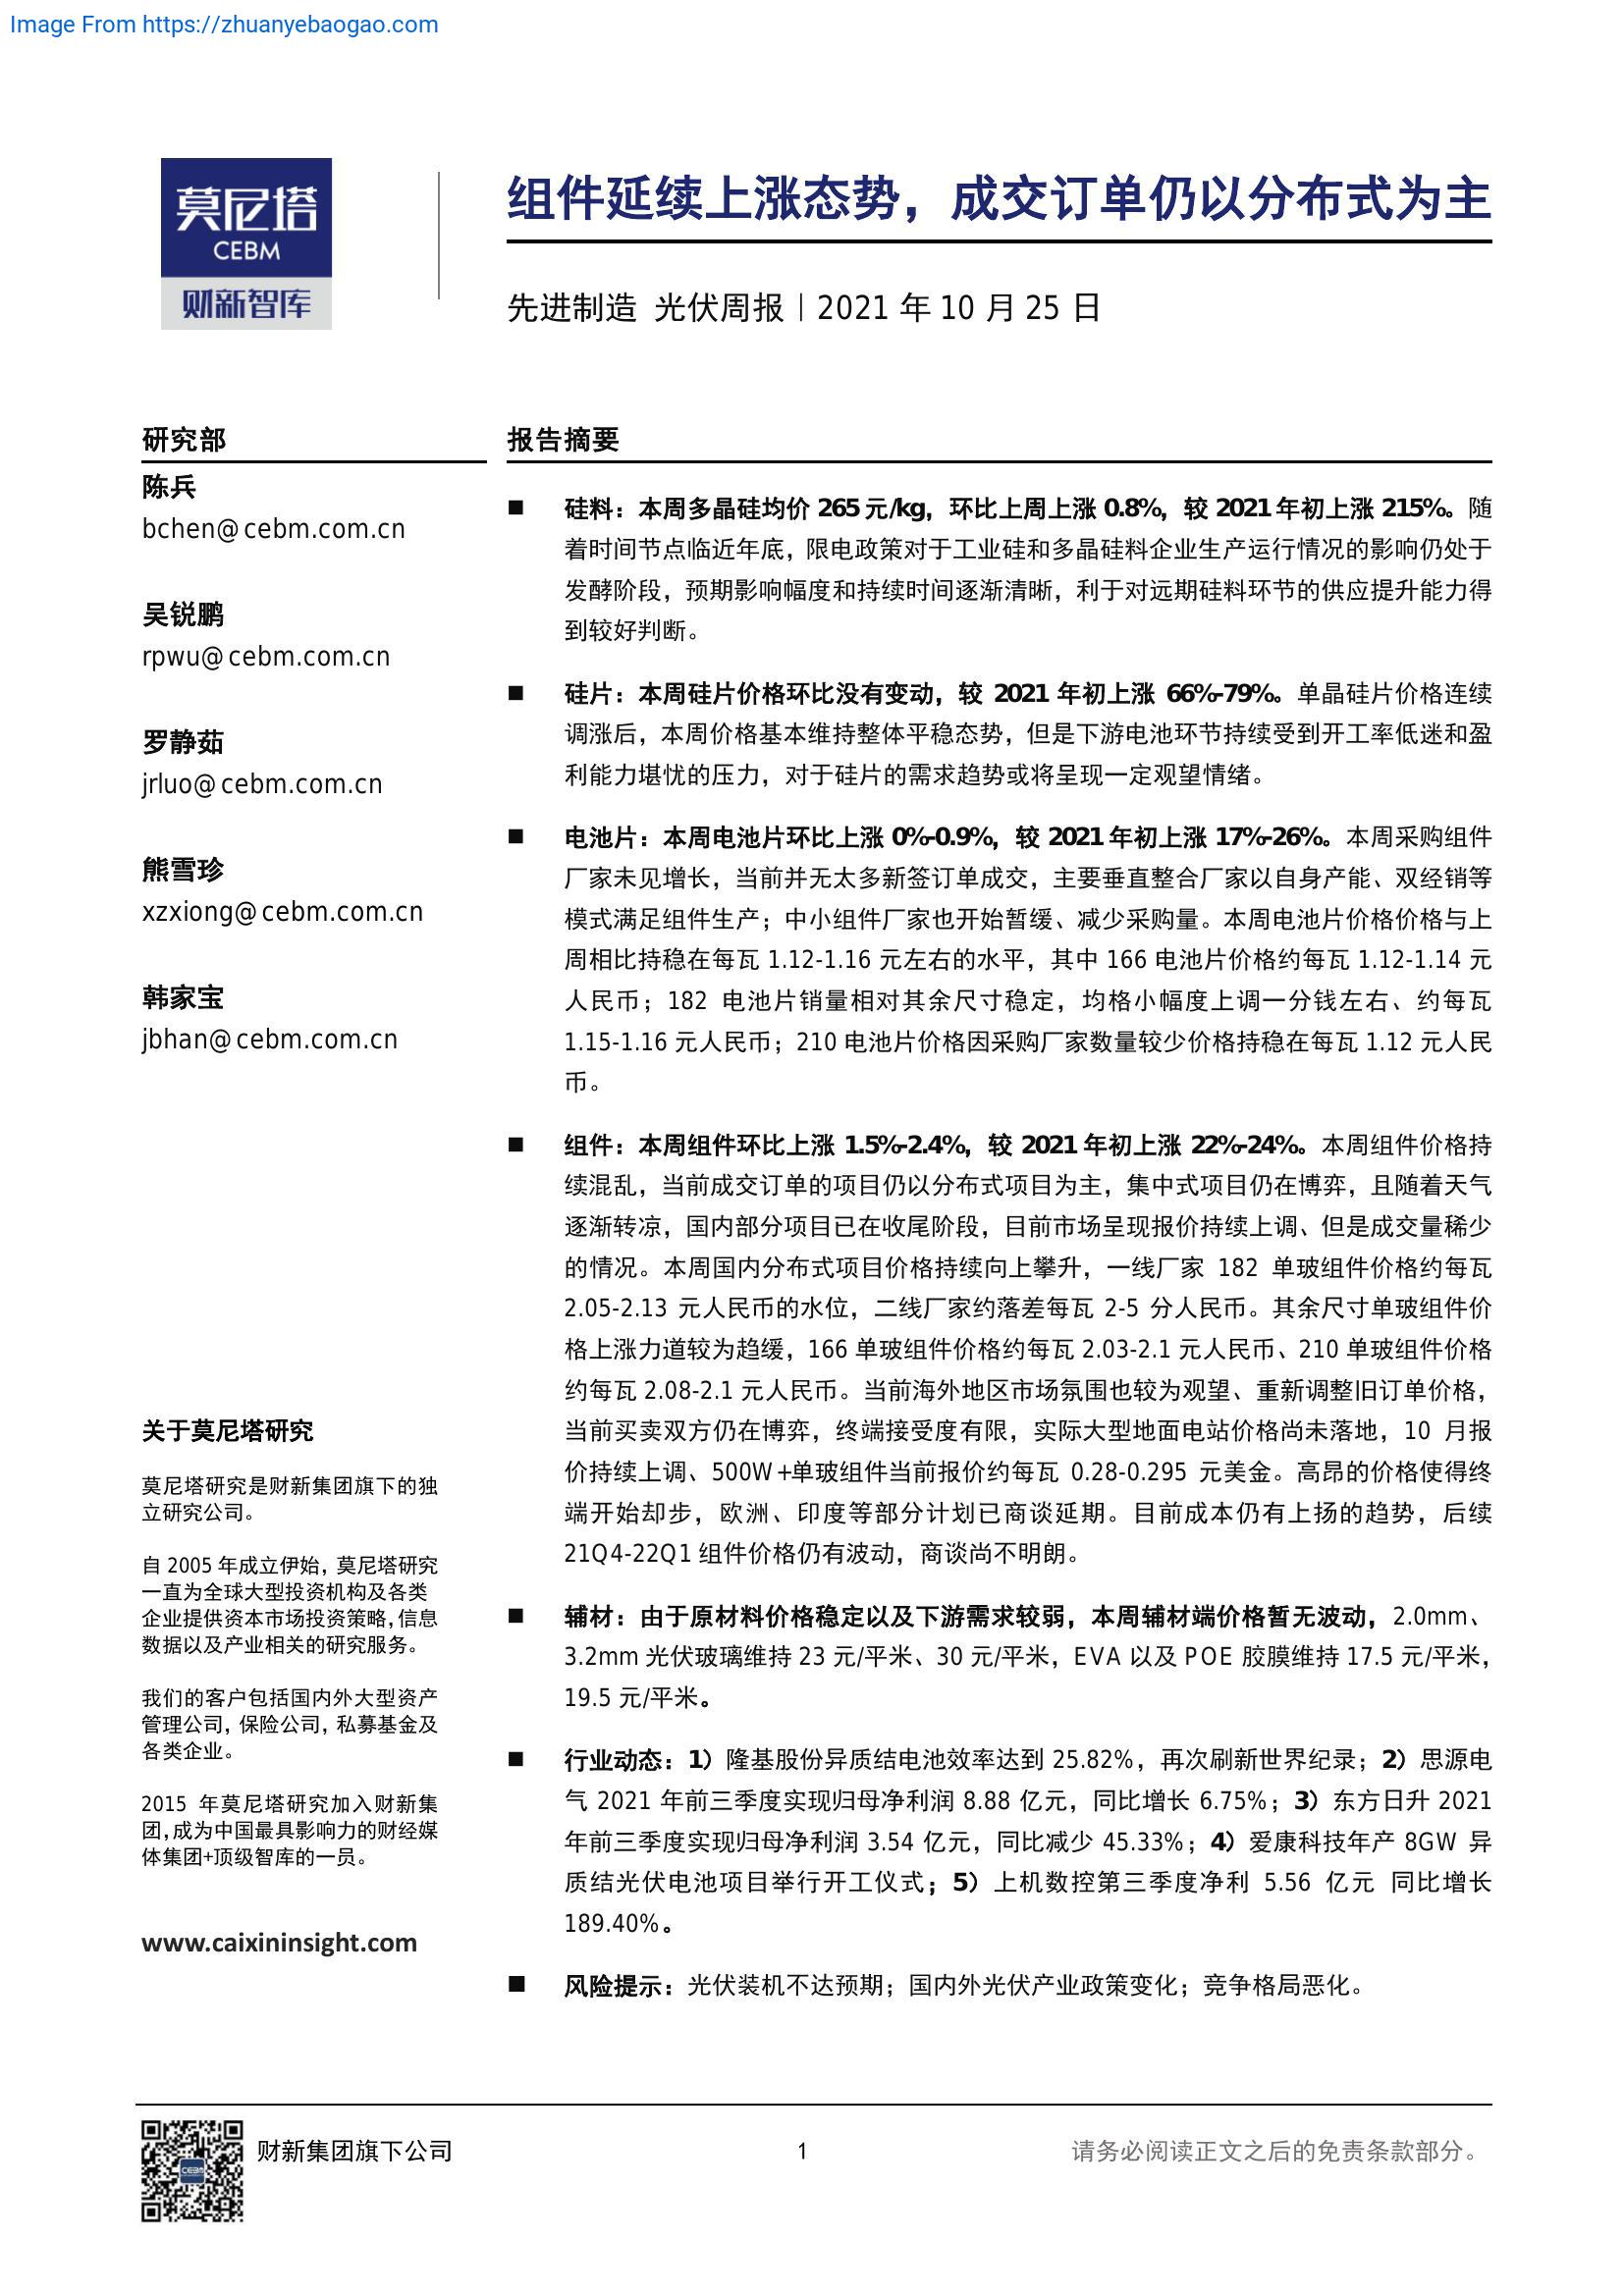 Image From https://zhuanyebaogao.com
莫尼塔
CEBM
财新智库
组件延续上涨态势，成交订单仍以分布式为主
先进制造 光伏周报︱2021 年 10 月 25 日
研究部
陈兵
bchen@cebm.com.cn
吴锐鹏
rpwu@cebm.com.cn
罗静茹
jrluo@cebm.com.cn
熊雪珍
xzxiong@cebm.com.cn
韩家宝
jbhan@cebm.com.cn
关于莫尼塔研究
莫尼塔研究是财新集团旗下的独
立研究公司。
自 2005 年成立伊始，莫尼塔研究
一直为全球大型投资机构及各类
企业提供资本市场投资策略，信息
数据以及产业相关的研究服务。
我们的客户包括国内外大型资产
管理公司，保险公司，私募基金及
各类企业。
2015 年莫尼塔研究加入财新集
团，成为中国最具影响力的财经媒
体集团+顶级智库的一员。
www.caixininsight.com
报告摘要
■ 硅料：本周多晶硅均价 265 元/kg，环比上周上涨 0.8%，较 2021 年初上涨 215%。随
着时间节点临近年底，限电政策对于工业硅和多晶硅料企业生产运行情况的影响仍处于
发酵阶段，预期影响幅度和持续时间逐渐清晰，利于对远期硅料环节的供应提升能力得
到较好判断。
■ 硅片：本周硅片价格环比没有变动，较 2021 年初上涨 66%-79%。单晶硅片价格连续
调涨后，本周价格基本维持整体平稳态势，但是下游电池环节持续受到开工率低迷和盈
利能力堪忧的压力，对于硅片的需求趋势或将呈现一定观望情绪。
■ 电池片：本周电池片环比上涨 0%-0.9%，较 2021 年初上涨 17%-26%。本周采购组件
厂家未见增长，当前并无太多新签订单成交，主要垂直整合厂家以自身产能、双经销等
模式满足组件生产；中小组件厂家也开始暂缓、减少采购量。本周电池片价格价格与上
周相比持稳在每瓦 1.12-1.16 元左右的水平，其中 166 电池片价格约每瓦 1.12-1.14 元
人民币；182 电池片销量相对其余尺寸稳定，均格小幅度上调一分钱左右、约每瓦
1.15-1.16 元人民币；210 电池片价格因采购厂家数量较少价格持稳在每瓦 1.12 元人民
币。
■ 组件：本周组件环比上涨 1.5%-2.4%，较 2021 年初上涨 22%-24%。本周组件价格持
续混乱，当前成交订单的项目仍以分布式项目为主，集中式项目仍在博弈，且随着天气
逐渐转凉，国内部分项目已在收尾阶段，目前市场呈现报价持续上调、但是成交量稀少
的情况。本周国内分布式项目价格持续向上攀升，一线厂家 182 单玻组件价格约每瓦
2.05-2.13 元人民币的水位，二线厂家约落差每瓦 2-5 分人民币。其余尺寸单玻组件价
格上涨力道较为趋缓，166 单玻组件价格约每瓦 2.03-2.1 元人民币、210 单玻组件价格
约每瓦 2.08-2.1 元人民币。当前海外地区市场氛围也较为观望、重新调整旧订单价格，
当前买卖双方仍在博弈，终端接受度有限，实际大型地面电站价格尚未落地，10 月报
价持续上调、500W+单玻组件当前报价约每瓦 0.28-0.295 元美金。高昂的价格使得终
端开始却步，欧洲、印度等部分计划已商谈延期。目前成本仍有上扬的趋势，后续
21Q4-22Q1 组件价格仍有波动，商谈尚不明朗。
■ 辅材：由于原材料价格稳定以及下游需求较弱，本周辅材端价格暂无波动，2.0mm、
3.2mm 光伏玻璃维持 23 元/平米、30 元/平米，EVA 以及 POE 胶膜维持 17.5 元/平米，
19.5 元/平米。
■ 行业动态：1）隆基股份异质结电池效率达到 25.82%，再次刷新世界纪录；2）思源电
气 2021 年前三季度实现归母净利润 8.88 亿元，同比增长 6.75%；3）东方日升 2021
年前三季度实现归母净利润 3.54 亿元，同比减少 45.33%；4）爱康科技年产 8GW 异
质结光伏电池项目举行开工仪式；5）上机数控第三季度净利 5.56 亿元 同比增长
189.40%。
■ 风险提示：光伏装机不达预期；国内外光伏产业政策变化；竞争格局恶化。
CEBM
财新集团旗下公司
1
请务必阅读正文之后的免责条款部分。